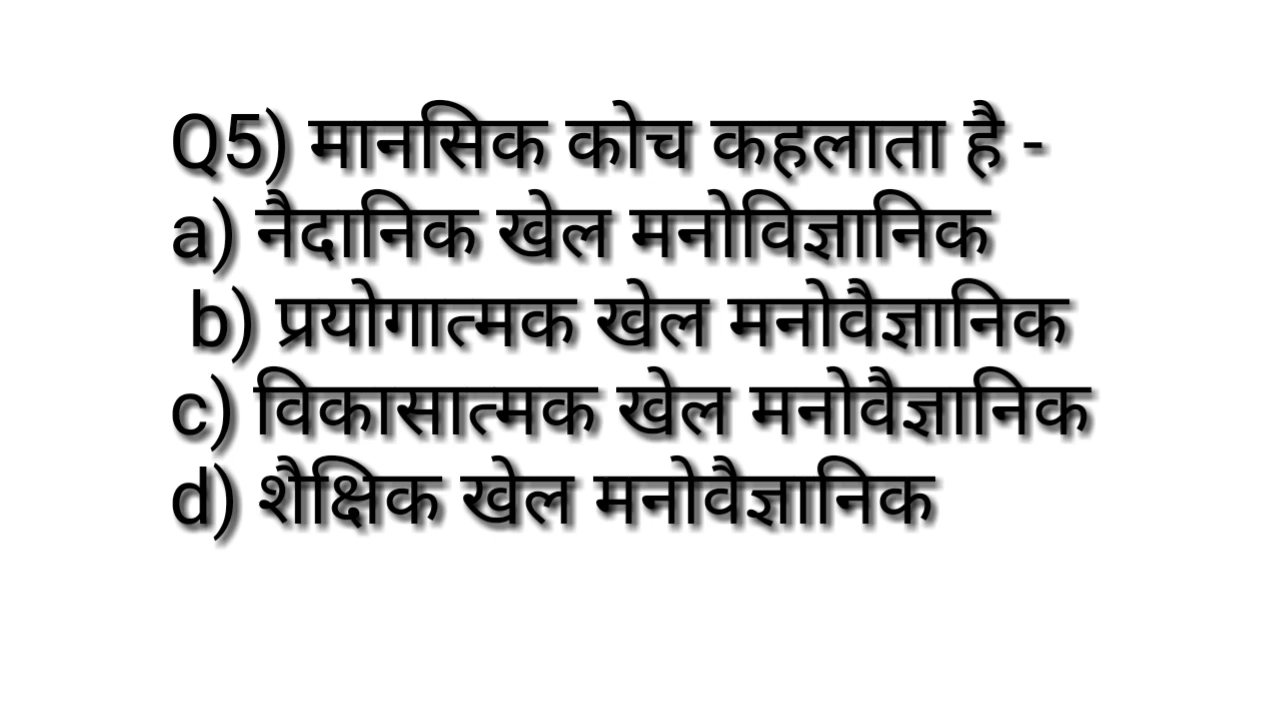 Q5) मानसिक कोच कहलाता है -
a) नैदानिक खेल मनोविज्ञानिक
b) प्रयोगात्मक खेल मनोवैज्ञानिक
c) विकासात्मक खेल मनोवैज्ञानिक
d) शैक्षिक खेल मनोवैज्ञानिक